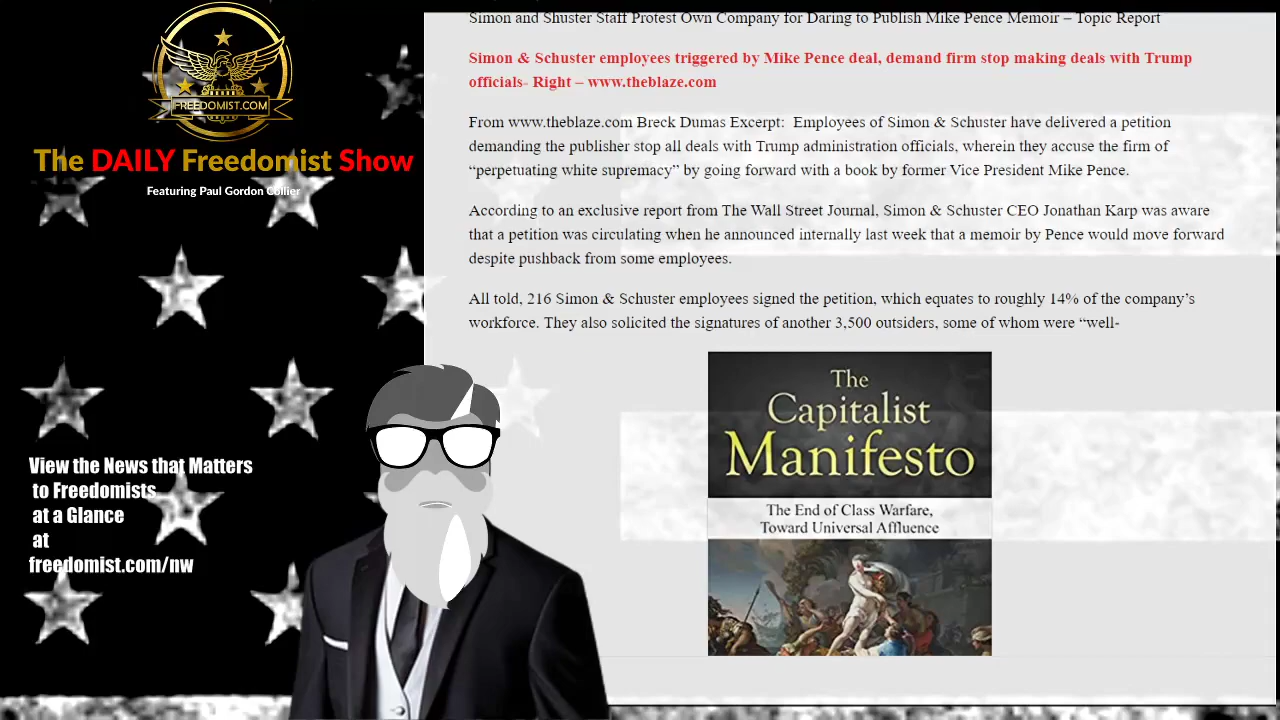 FREEDOMIST.COM
The DAILY Freedomist Show
Featuring Paul Gordon Collier
View the News that Matters
to Freedomists
at a Glance
at
freedomist.com/nw
Simon and Shuster Staff Protest Own Company for Daring to Publish Mike Pence Memoir – Topic Report
Simon & Schuster employees triggered by Mike Pence deal, demand firm stop making deals with Trump
officials- Right – www.theblaze.com
From www.theblaze.com Breck Dumas Excerpt:  Employees of Simon & Schuster have delivered a petition
demanding the publisher stop all deals with Trump administration officials, wherein they accuse the firm of
“perpetuating white supremacy” by going forward with a book by former Vice President Mike Pence.
According to an exclusive report from The Wall Street Journal, Simon & Schuster CEO Jonathan Karp was aware
that a petition was circulating when he announced internally last week that a memoir by Pence would move forward
despite pushback from some employees.
All told, 216 Simon & Schuster employees signed the petition, which equates to roughly 14% of the company’s
workforce. They also solicited the signatures of another 3,500 outsiders, some of whom were “well-
The
Capitalist
Manifesto
The End of Class Warfare,
Toward Universal Affluence